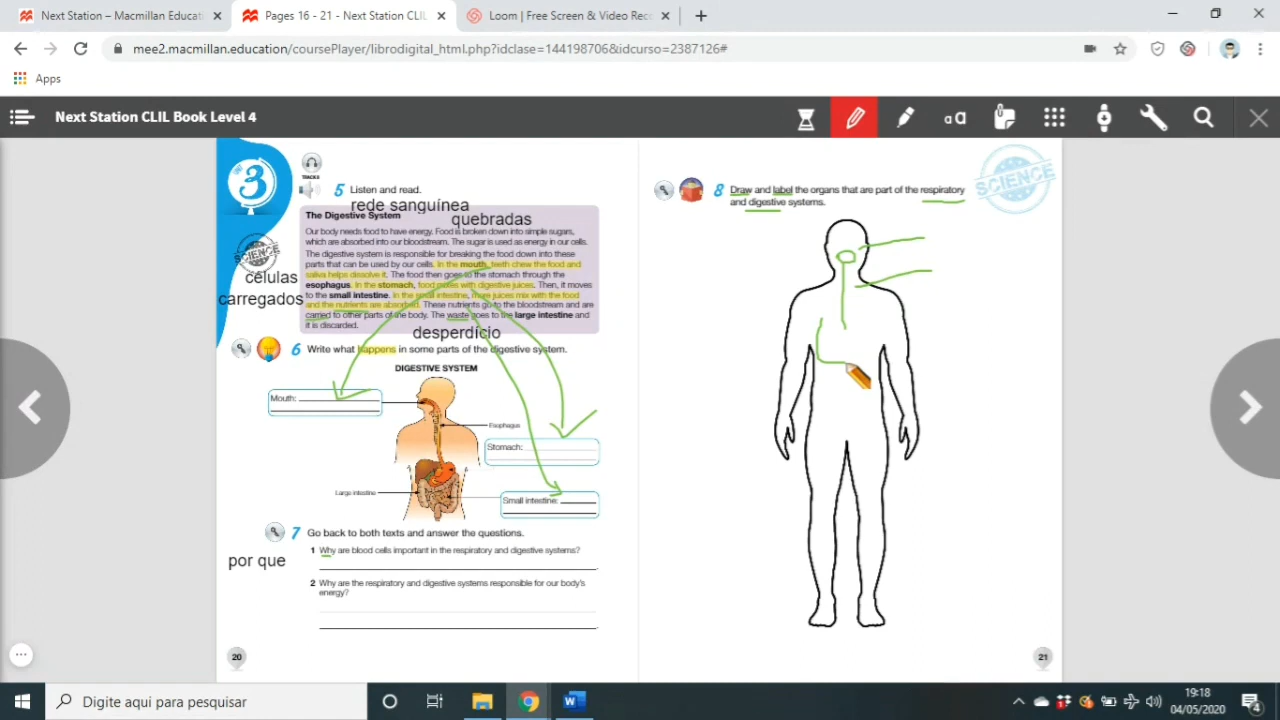 Next Station – Macmillan Educati
Pages 16 - 21 - Next Station CLIL
Loom | Free Screen & Video Reco
mee2.macmillan.education/coursePlayer/librodigital_html.php?idclase=144198706&idcurso=2387126#
Apps
Next Station CLIL Book Level 4
aa
3
TRACK5
5 Listen and read.
rede sanguínea
The Digestive System
quebradas
Our body needs food to have energy. Food is broken down into simple sugars,
which are absorbed into our bloodstream. The sugar is used as energy in our cells.
The digestive system is responsible for breaking the food down into these
parts that can be used by our cells. In the mouth, teeth chew the food and
saliva helps dissolve it. The food then goes to the stomach through the
esophagus. In the stomach, food mixes with digestive juices. Then, it moves
to the small intestine. In the small intestine, more juices mix with the food
and the nutrients are absorbed. These nutrients go to the bloodstream and are
carried to other parts of the body. The waste goes to the large intestine and
it is discarded.
SCIENCE
células
carregados
desperdício
6 Write what happens in some parts of the digestive system.
DIGESTIVE SYSTEM
Mouth:
Esophagus
Stomach:
Large intestine
Small intestine:
7 Go back to both texts and answer the questions.
1 Why are blood cells important in the respiratory and digestive systems?
por que
2 Why are the respiratory and digestive systems responsible for our body's
energy?
20
8 Draw and label the organs that are part of the respiratory
and digestive systems.
SCIENCE
21
Digite aqui para pesquisar
19:18
04/05/2020
4